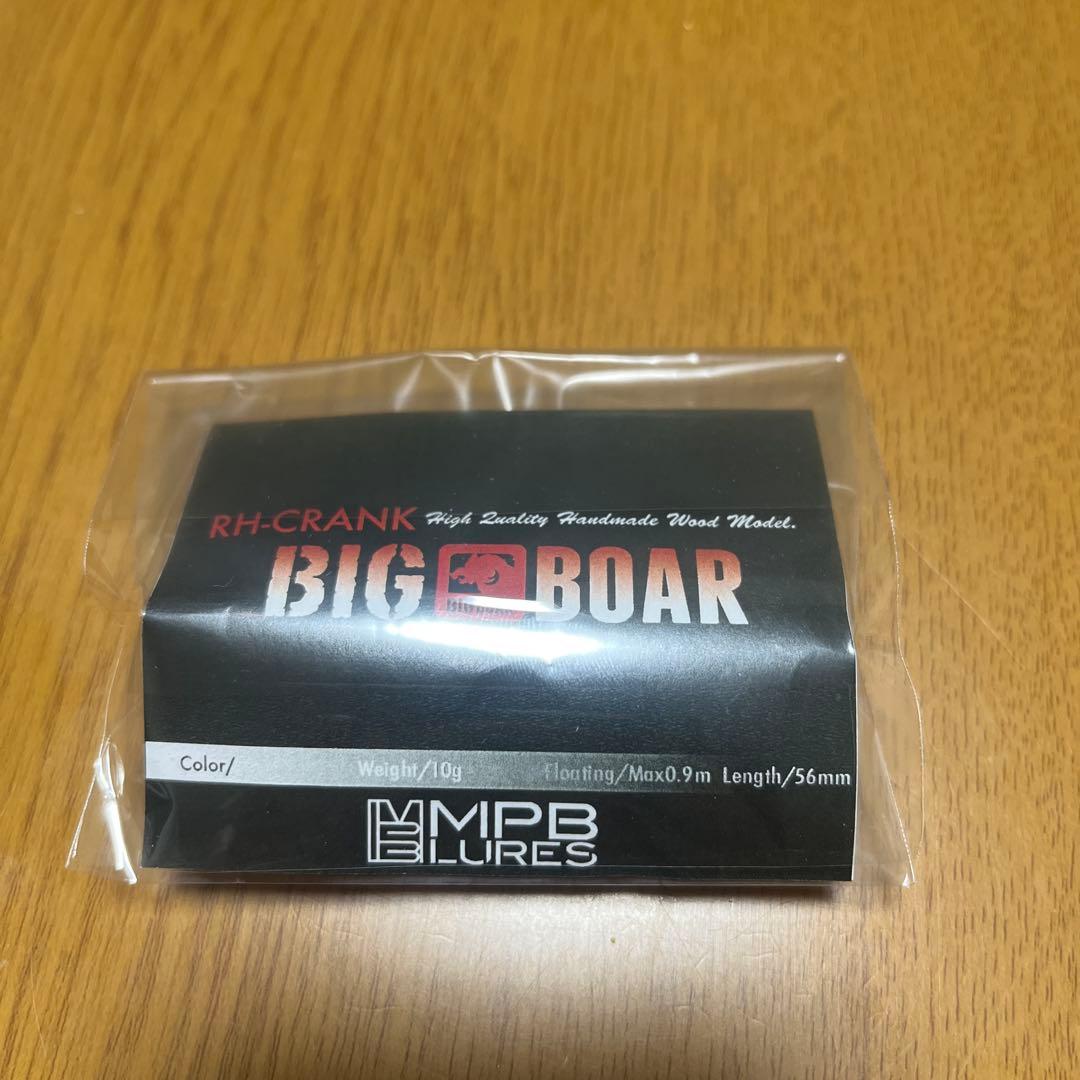 RH-CRANK High Quality Handmade Wood Model.
BIG BOAR
Color/ Weight/10g Floating/Max0.9m Length/56mm
MPB
LURES